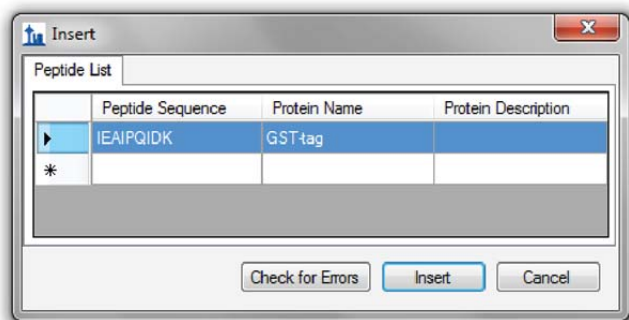 Insert
Peptide List
Peptide Sequence Protein Name Protein Description
IEAIPQIDK GST-tag
Check for Errors Insert Cancel